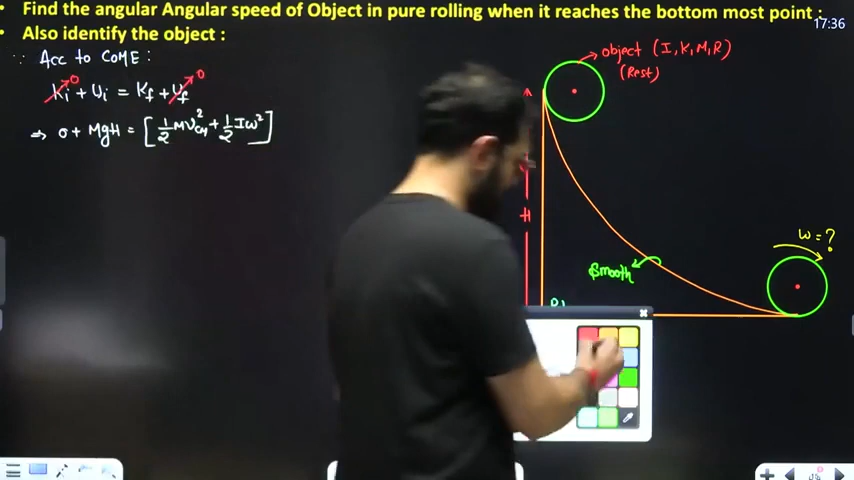 • Find the angular Angular speed of Object in pure rolling when it reaches the bottom most point :
17:36
• Also identify the object :
∵ Acc to COME :
Ki 0 + Ui = Kf + Uf 0
⇒ 0 + MgH = [ 1/2 MV²CM + 1/2 Iω² ]
object (I, K, M, R)
(Rest)
H
ω = ?
Smooth